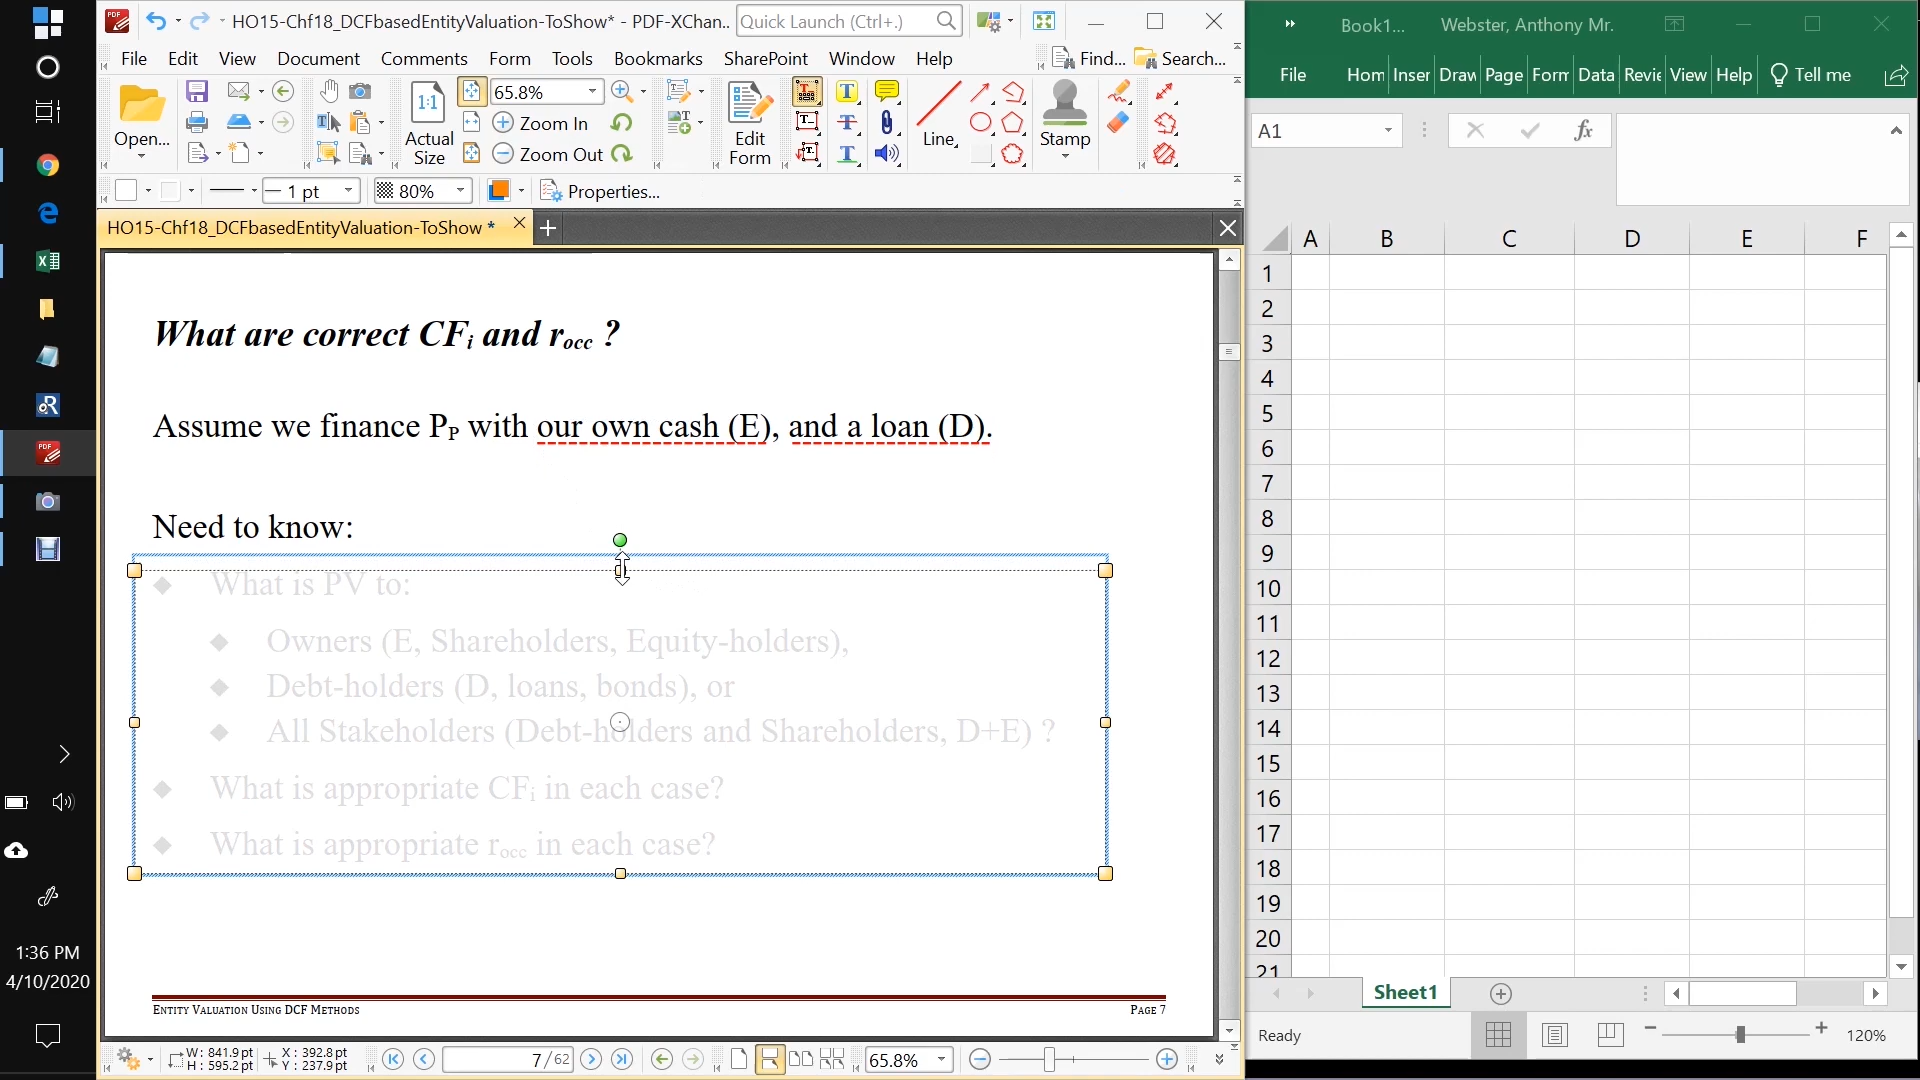 HO15-Chf18_DCFbasedEntityValuation-ToShow* - PDF-XChan...
Quick Launch (Ctrl+.)
File Edit View Document Comments Form Tools Bookmarks SharePoint Window Help
Find...
Search...
Open...
1:1
Actual Size
65.8%
Zoom In
Zoom Out
Edit Form
Line
Stamp
1 pt
80%
Properties...
HO15-Chf18_DCFbasedEntityValuation-ToShow *
What are correct CFi and rocc ?
Assume we finance PP with our own cash (E), and a loan (D).
Need to know:
What is PV to:
Owners (E, Shareholders, Equity-holders),
Debt-holders (D, loans, bonds), or
All Stakeholders (Debt-holders and Shareholders, D+E) ?
What is appropriate CFi in each case?
What is appropriate rocc in each case?
ENTITY VALUATION USING DCF METHODS
PAGE 7
W: 841.9pt
H: 595.2pt
X: 392.8pt
Y: 237.9pt
7/62
65.8%
1:36 PM
4/10/2020
Book1...
Webster, Anthony Mr.
File Hom Inser Draw Page Form Data Revie View Help Tell me
A1
fx
A B C D E F
1
2
3
4
5
6
7
8
9
10
11
12
13
14
15
16
17
18
19
20
21
Sheet1
Ready
120%